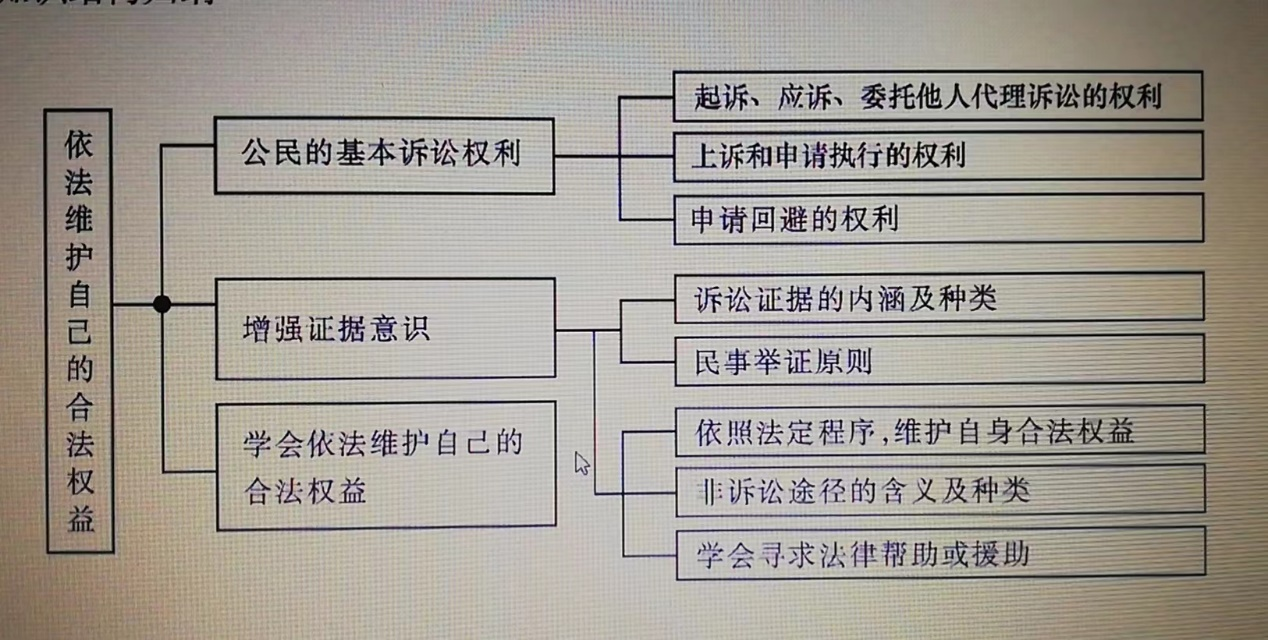 依法维护自己的合法权益
公民的基本诉讼权利
起诉、应诉、委托他人代理诉讼的权利
上诉和申请执行的权利
申请回避的权利
增强证据意识
诉讼证据的内涵及种类
民事举证原则
学会依法维护自己的
合法权益
依照法定程序,维护自身合法权益
非诉讼途径的含义及种类
学会寻求法律帮助或援助